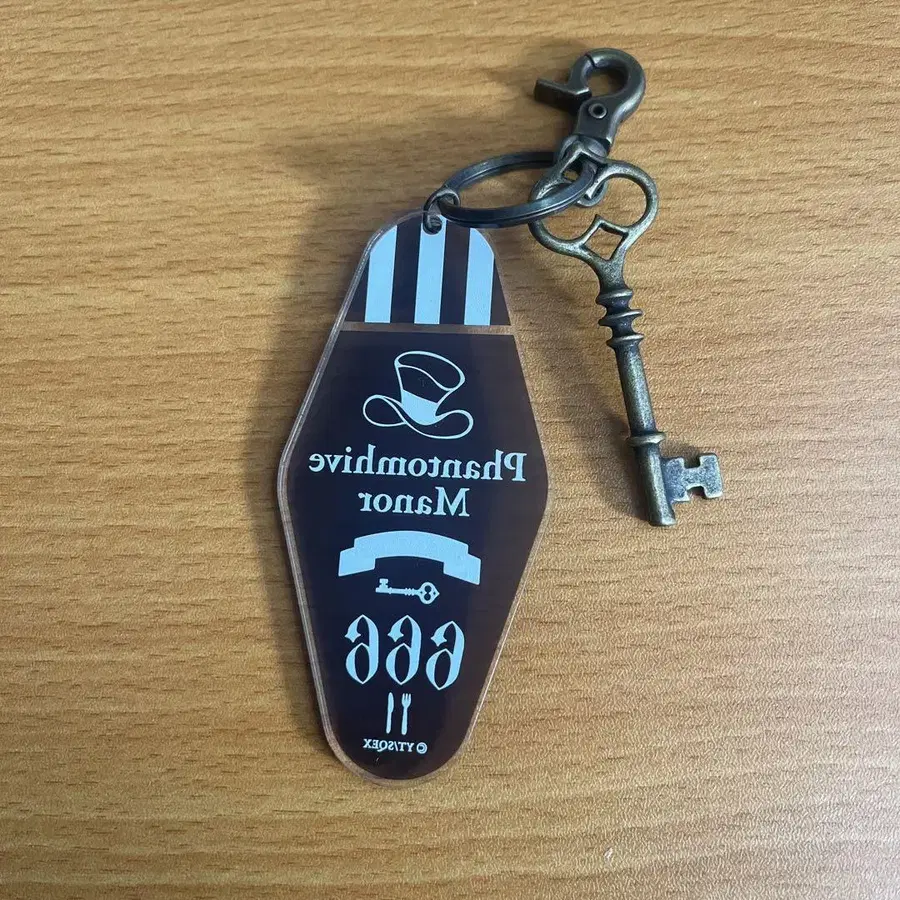 Phantomhive
Manor
666
© YT/SQEX